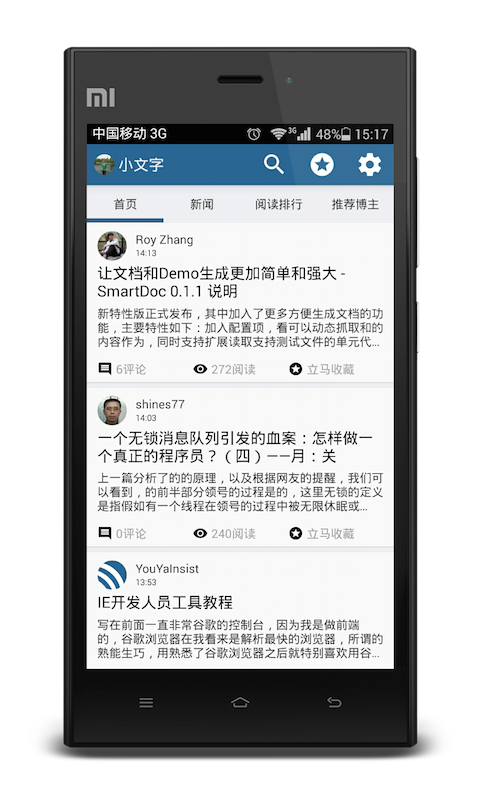 MI
中国移动 3G
3G 48% 15:17
小文字
首页 新闻 阅读排行 推荐博主
Roy Zhang
14:13
让文档和Demo生成更加简单和强大 -
SmartDoc 0.1.1 说明
新特性版正式发布，其中加入了更多方便生成文档的功
能，主要特性如下：加入配置项，看可以动态抓取和的
内容作为，同时支持扩展读取支持测试文件的单元代...
6评论 272阅读 立马收藏
shines77
14:03
一个无锁消息队列引发的血案：怎样做一
个真正的程序员？（四）——月：关
上一篇分析了的的原理，以及根据网友的提醒，我们可
以看到，的前半部分领号的过程是的，这里无锁的定义
是指假如有一个线程在领号的过程中被无限休眠或...
0评论 240阅读 立马收藏
YouYaInsist
13:53
IE开发人员工具教程
写在前面一直非常谷歌的控制台，因为我是做前端
的，谷歌浏览器在我看来是解析最快的浏览器，所谓的
熟能生巧，用熟悉了谷歌浏览器之后就特别喜欢用谷...